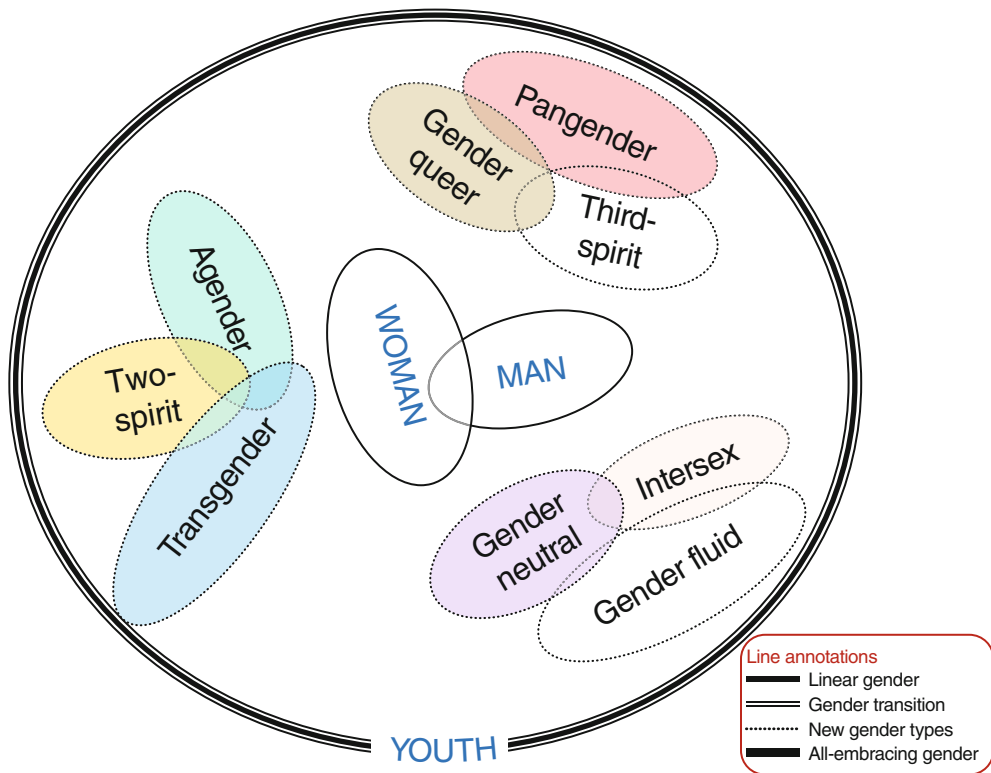 Pangender
Gender
queer
Third-
spirit
Agender
WOMAN
MAN
Two-
spirit
Transgender
Intersex
Gender
neutral
Gender fluid
YOUTH
Line annotations
Linear gender
Gender transition
New gender types
All-embracing gender